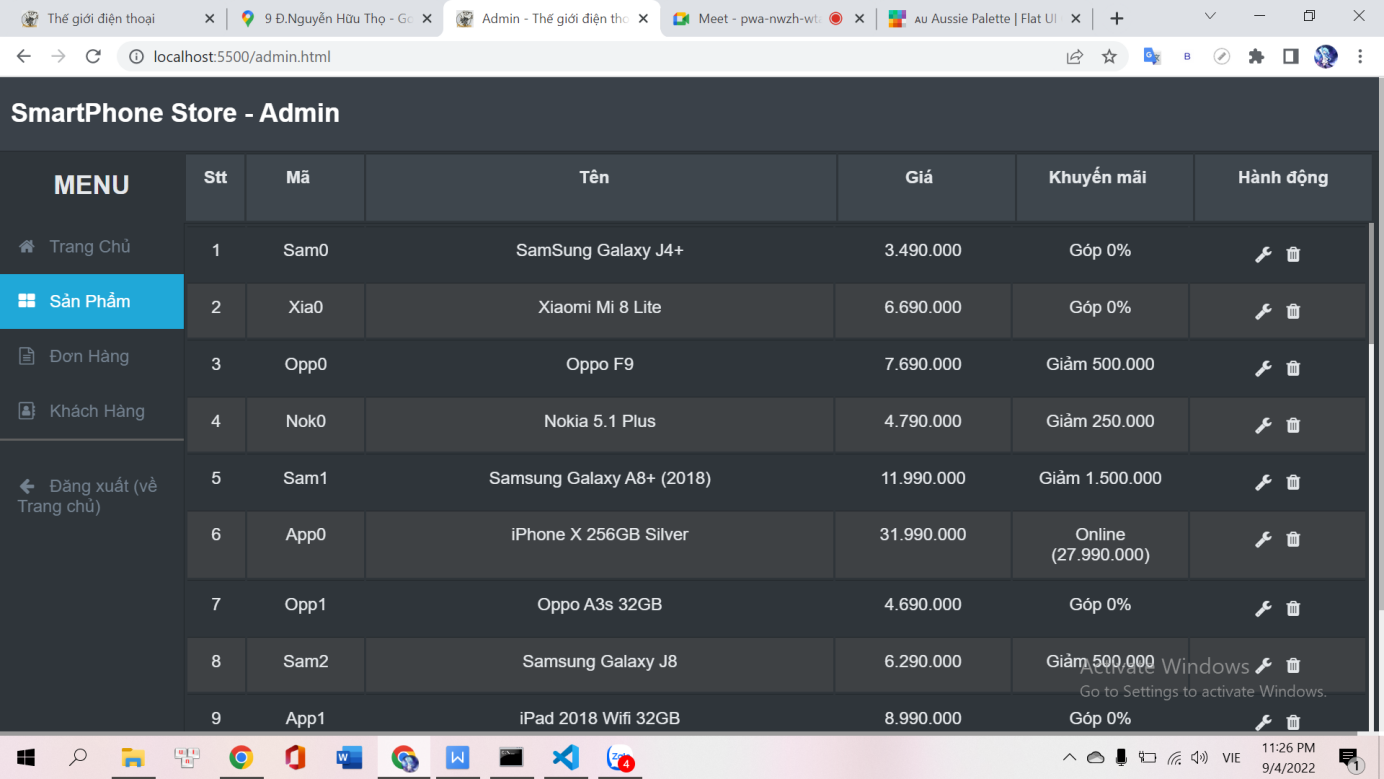 Thế giới điện thoại
9 Đ.Nguyễn Hữu Thọ - Go
Admin - Thế giới điện tho
Meet - pwa-nwzh-wta
AU Aussie Palette | Flat UI
localhost:5500/admin.html
SmartPhone Store - Admin
MENU
Trang Chủ
Sản Phẩm
Đơn Hàng
Khách Hàng
Đăng xuất (về
Trang chủ)
Stt Mã Tên Giá Khuyến mãi Hành động
1 Sam0 SamSung Galaxy J4+ 3.490.000 Góp 0%
2 Xia0 Xiaomi Mi 8 Lite 6.690.000 Góp 0%
3 Opp0 Oppo F9 7.690.000 Giảm 500.000
4 Nok0 Nokia 5.1 Plus 4.790.000 Giảm 250.000
5 Sam1 Samsung Galaxy A8+ (2018) 11.990.000 Giảm 1.500.000
6 App0 iPhone X 256GB Silver 31.990.000 Online
(27.990.000)
7 Opp1 Oppo A3s 32GB 4.690.000 Góp 0%
8 Sam2 Samsung Galaxy J8 6.290.000 Giảm 500.000
9 App1 iPad 2018 Wifi 32GB 8.990.000 Góp 0%
Activate Windows
Go to Settings to activate Windows.
VIE
11:26 PM
9/4/2022
Zalo
4
1